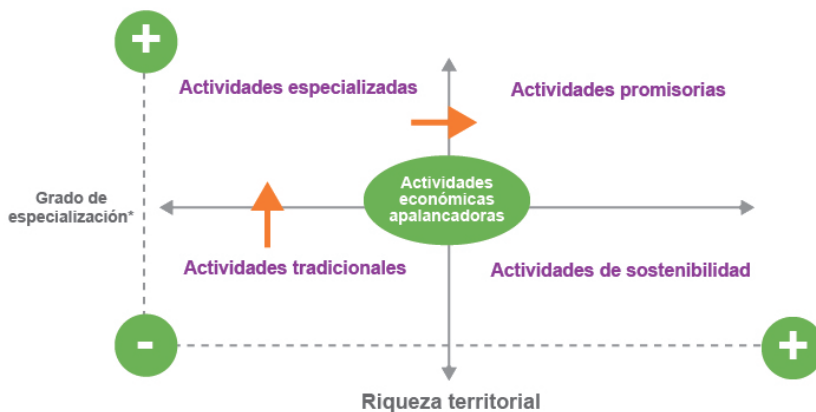 +
Actividades especializadas
Actividades promisorias
Actividades
económicas
apalancadoras
Grado de
especialización*
Actividades tradicionales
Actividades de sostenibilidad
-
+
Riqueza territorial